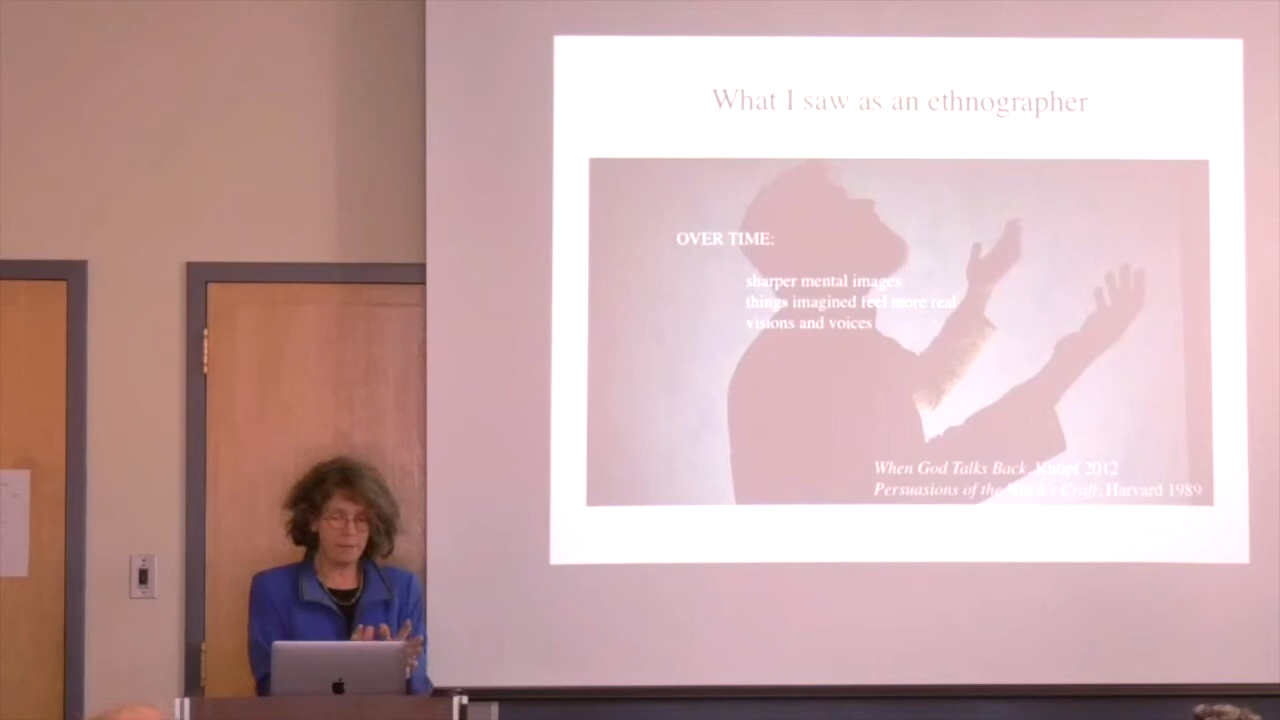 What I saw as an ethnographer
OVER TIME:
sharper mental images
things imagined feel more real
visions and voices
When God Talks Back, Knopf 2012
Persuasions of the Witch's Craft, Harvard 1989